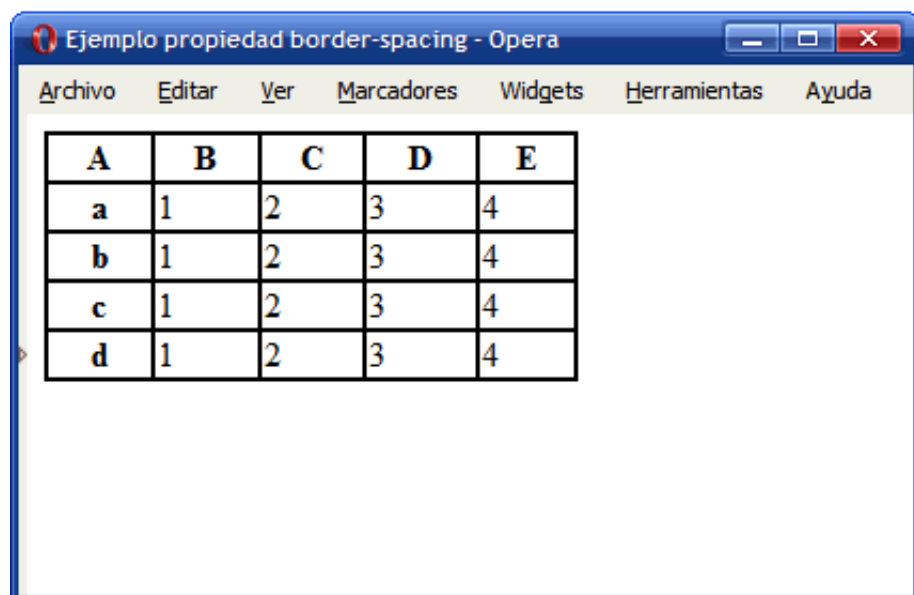 Ejemplo propiedad border-spacing - Opera
Archivo Editar Ver Marcadores Widgets Herramientas Ayuda
A B C D E
a 1 2 3 4
b 1 2 3 4
c 1 2 3 4
d 1 2 3 4